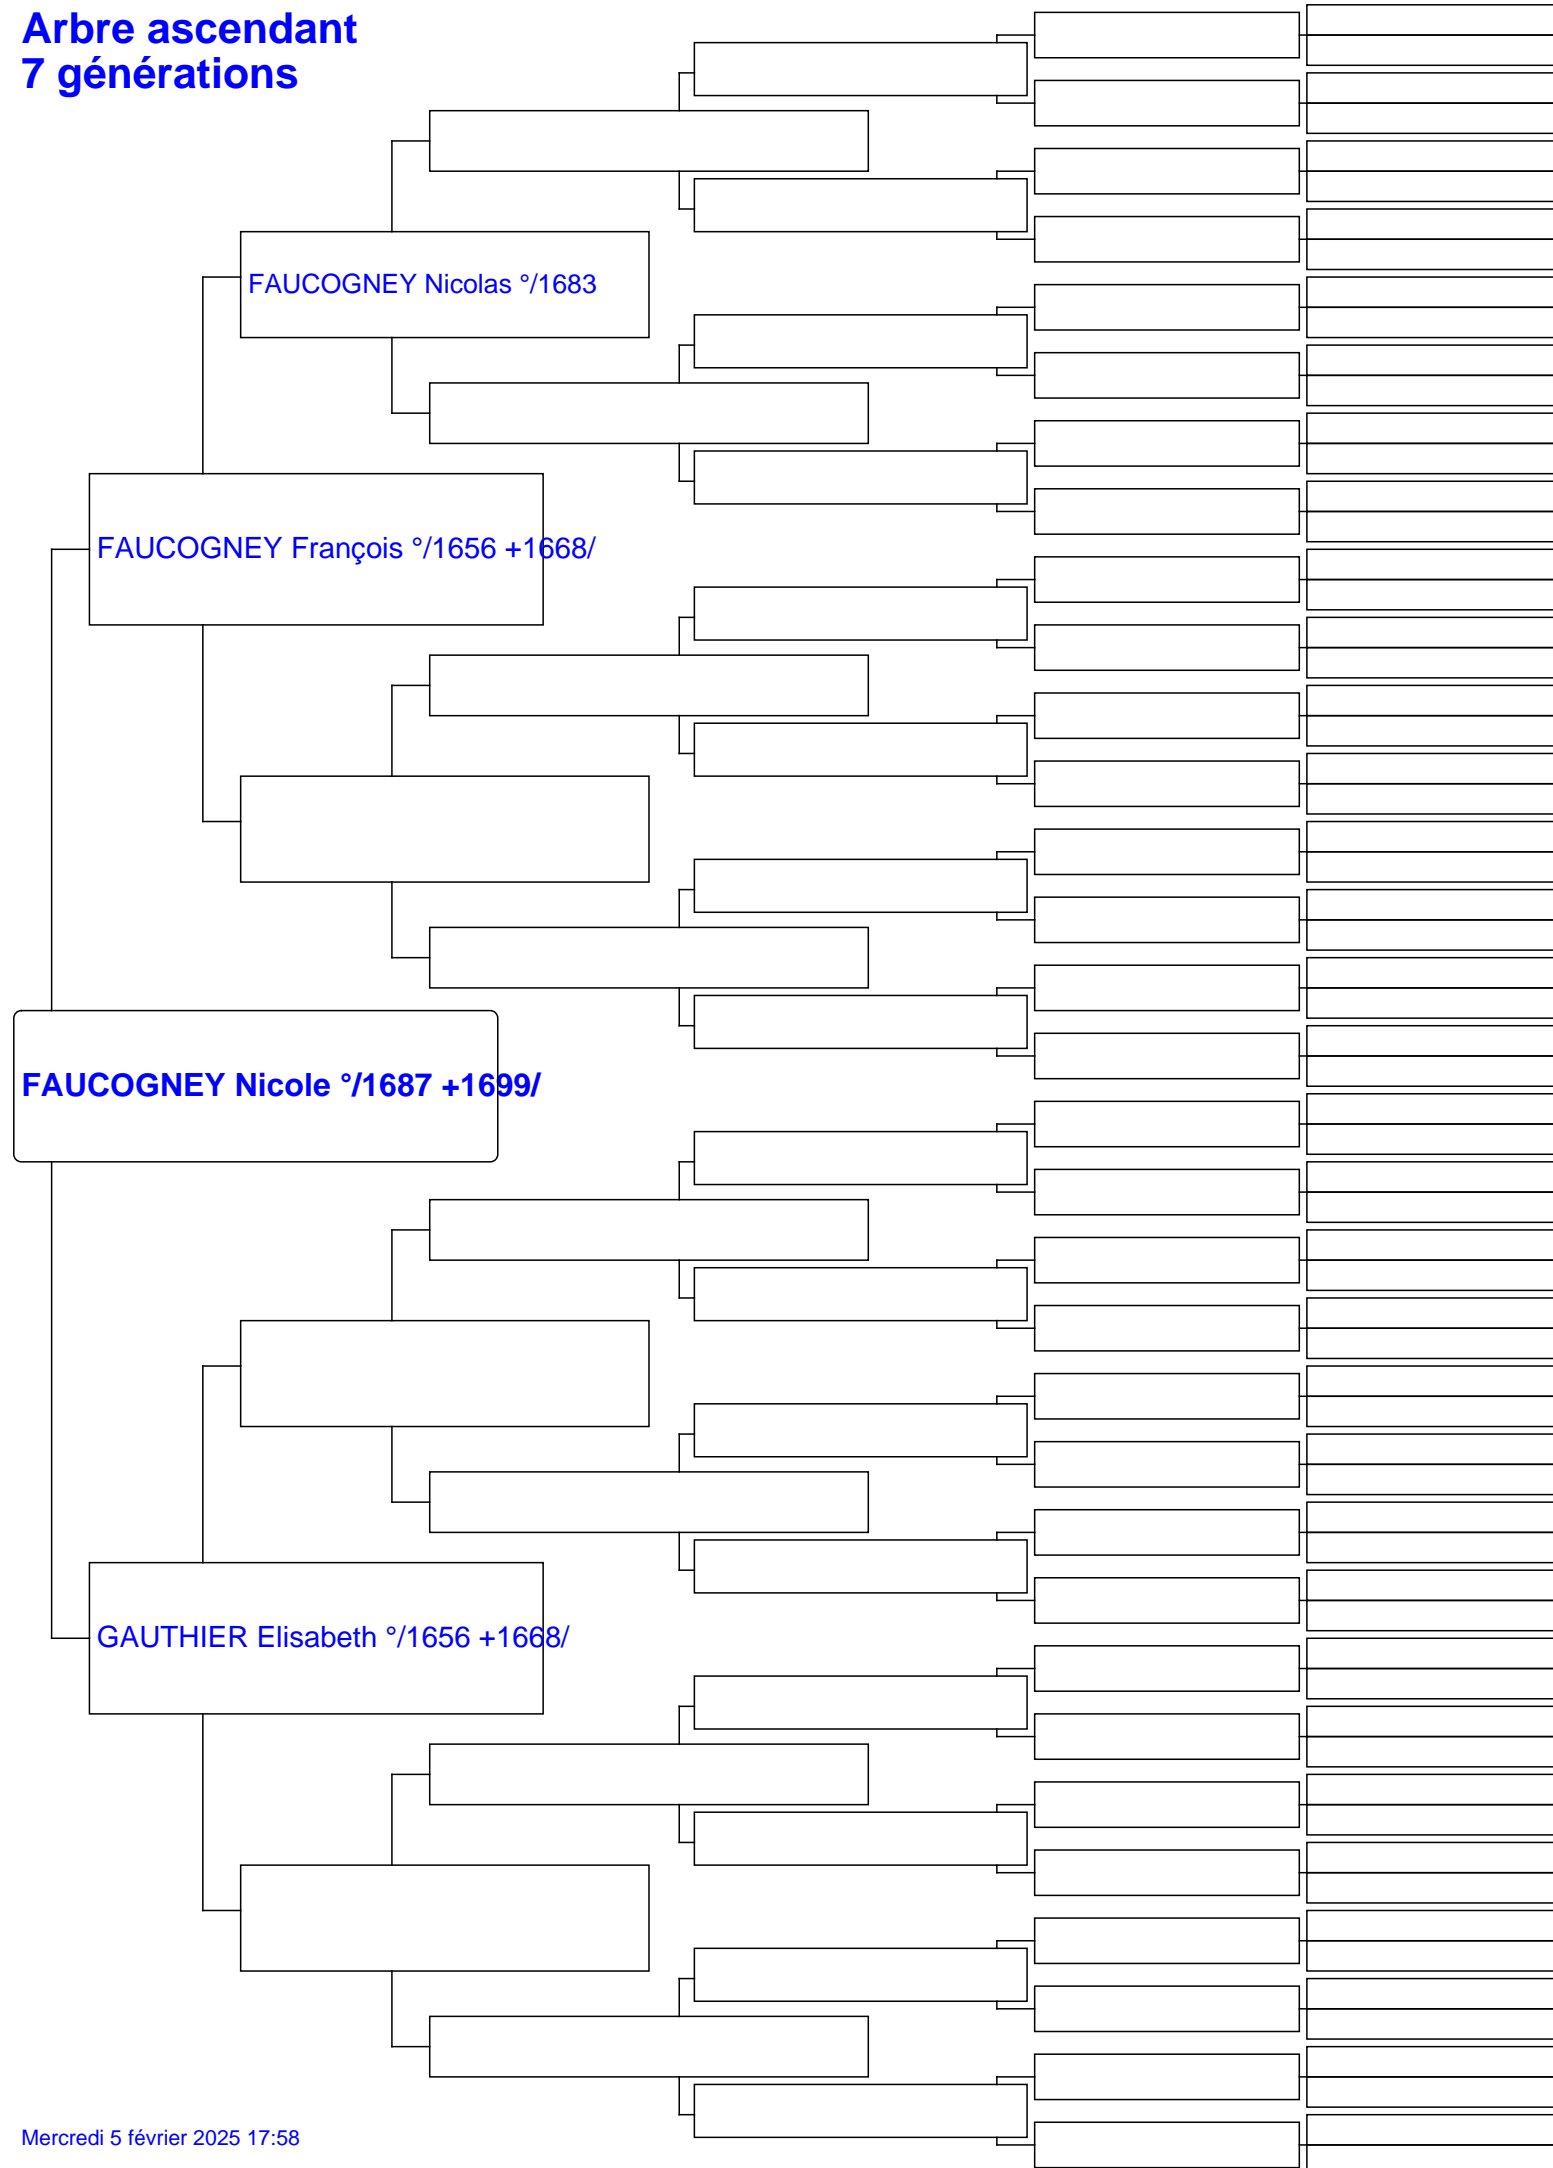 Arbre ascendant
7 générations
FAUCOGNEY Nicolas °/1683
FAUCOGNEY François °/1656 +1668/
FAUCOGNEY Nicole °/1687 +1699/
GAUTHIER Elisabeth °/1656 +1668/
Mercredi 5 février 2025 17:58